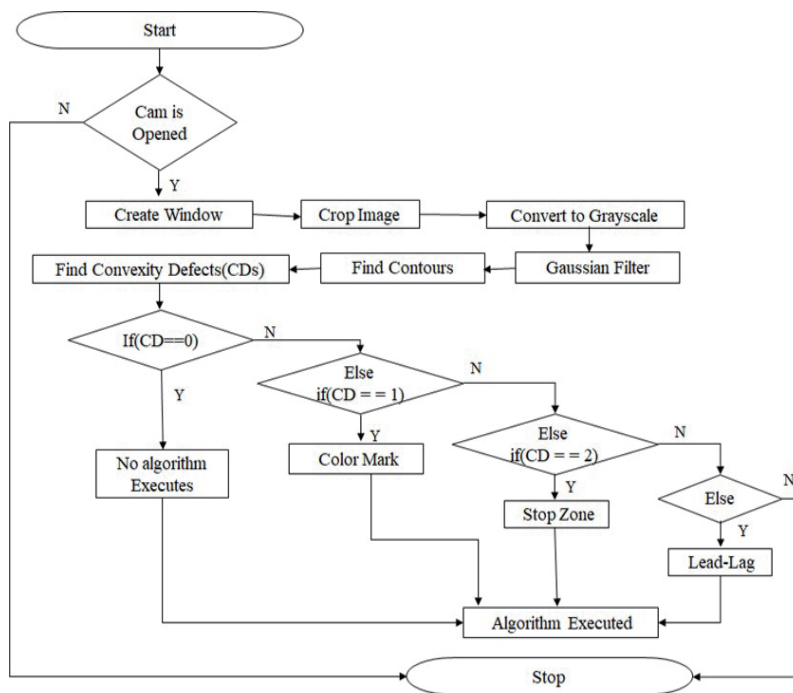 Start
N
Cam is
Opened
Y
Create Window
Crop Image
Convert to Grayscale
Find Convexity Defects(CDs)
Find Contours
Gaussian Filter
If(CD==0)
N
Y
Else
if(CD = = 1)
N
Y
No algorithm
Executes
Color Mark
Else
if(CD = = 2)
N
Y
Stop Zone
Else
N
Y
Lead-Lag
Algorithm Executed
Stop